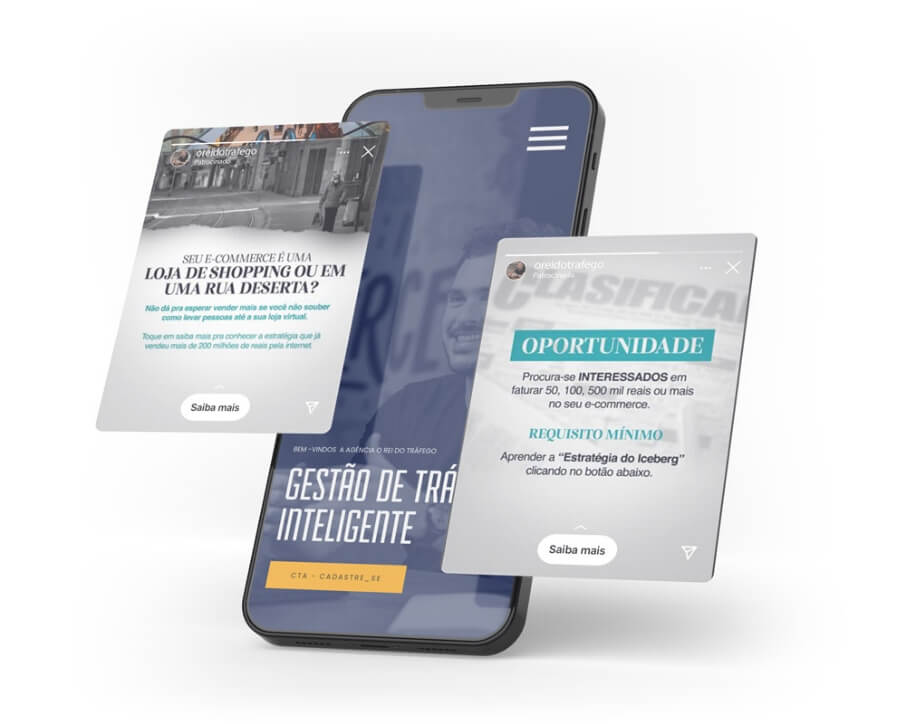 oreidotrafego
Patrocinado
SEU E-COMMERCE É UMA
LOJA DE SHOPPING OU EM
UMA RUA DESERTA?
Não dá pra esperar vender mais se você não souber
como levar pessoas até a sua loja virtual.
Toque em saiba mais pra conhecer a estratégia que já
vendeu mais de 200 milhões de reais pela internet.
Saiba mais
BEM -VINDOS A AGÊNCIA O REI DO TRÁFEGO
GESTÃO DE TRÁ
INTELIGENTE
CTA - CADASTRE_SE
oreidotrafego
Patrocinado
CLASIFICA
OPORTUNIDADE
Procura-se INTERESSADOS em
faturar 50, 100, 500 mil reais ou mais
no seu e-commerce.
REQUISITO MÍNIMO
Aprender a “Estratégia do Iceberg”
clicando no botão abaixo.
Saiba mais